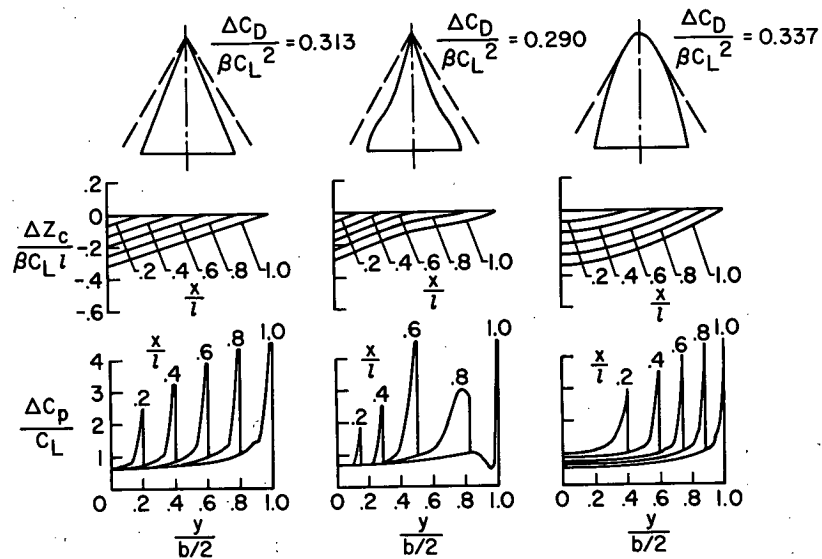 ΔC_D / βC_L² = 0.313
ΔC_D / βC_L² = 0.290
ΔC_D / βC_L² = 0.337
.2
0
-.2
-.4
-.6
ΔZ_c / βC_L l
.2 .4 .6 .8 1.0
x / l
.2 .4 .6 .8 1.0
x / l
.2 .4 .6 .8 1.0
x / l
4
3
2
1
ΔC_p / C_L
x / l
.2 .4 .6 .8 1.0
x / l
.2 .4 .6 .8 1.0
x / l
.2 .4 .6 .8 1.0
0 .2 .4 .6 .8 1.0
y / b/2
0 .2 .4 .6 .8 1.0
y / b/2
0 .2 .4 .6 .8 1.0
y / b/2